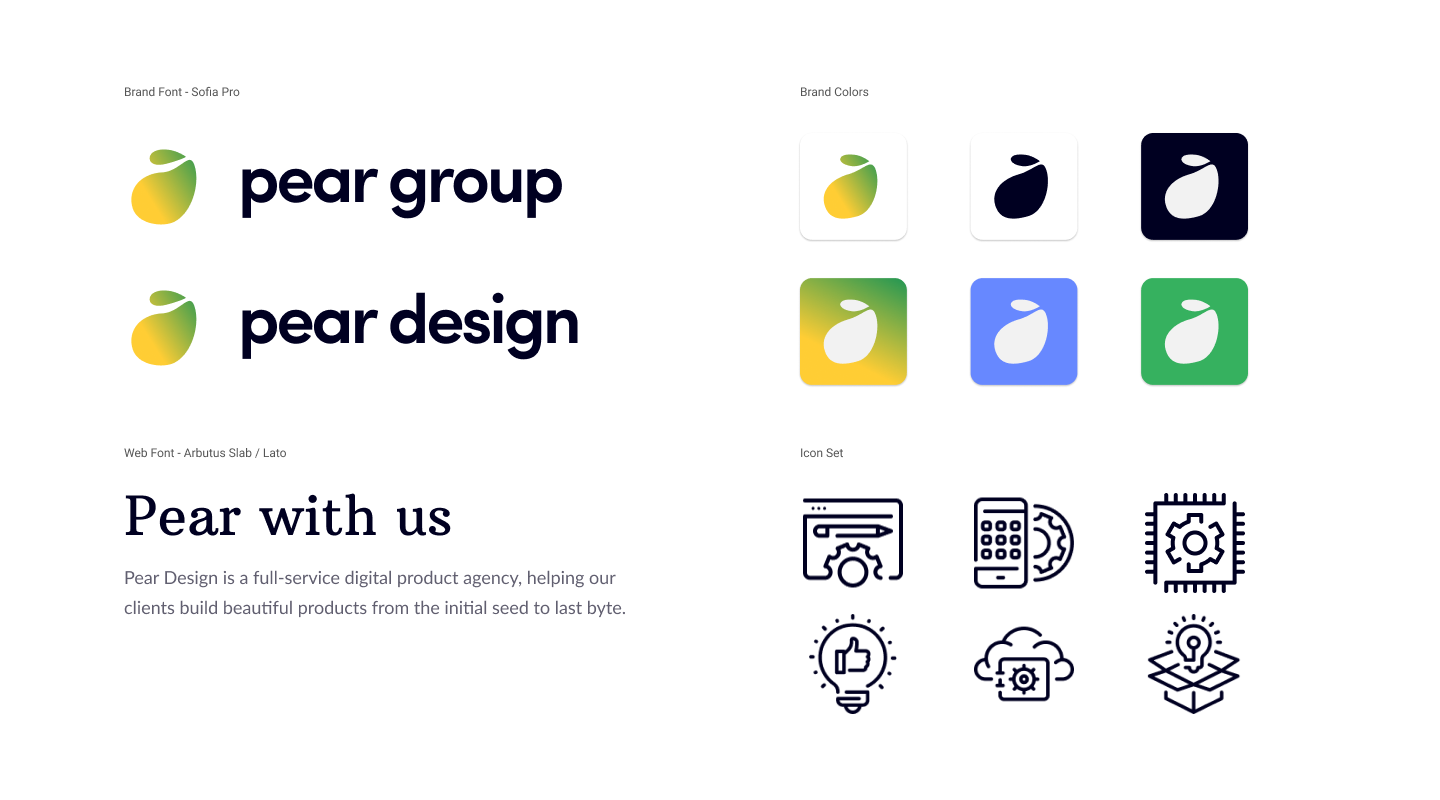 Brand Font - Sofia Pro
pear group
pear design
Brand Colors
Web Font - Arbutus Slab / Lato
Pear with us
Pear Design is a full-service digital product agency, helping our
clients build beautiful products from the initial seed to last byte.
Icon Set